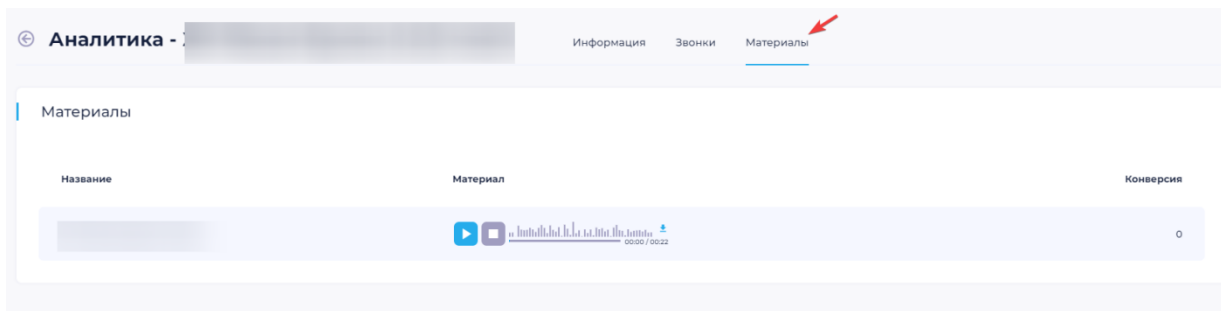 Аналитика -
Информация Звонки Материалы
Материалы
Название Материал Конверсия
00:00 / 00:22
0